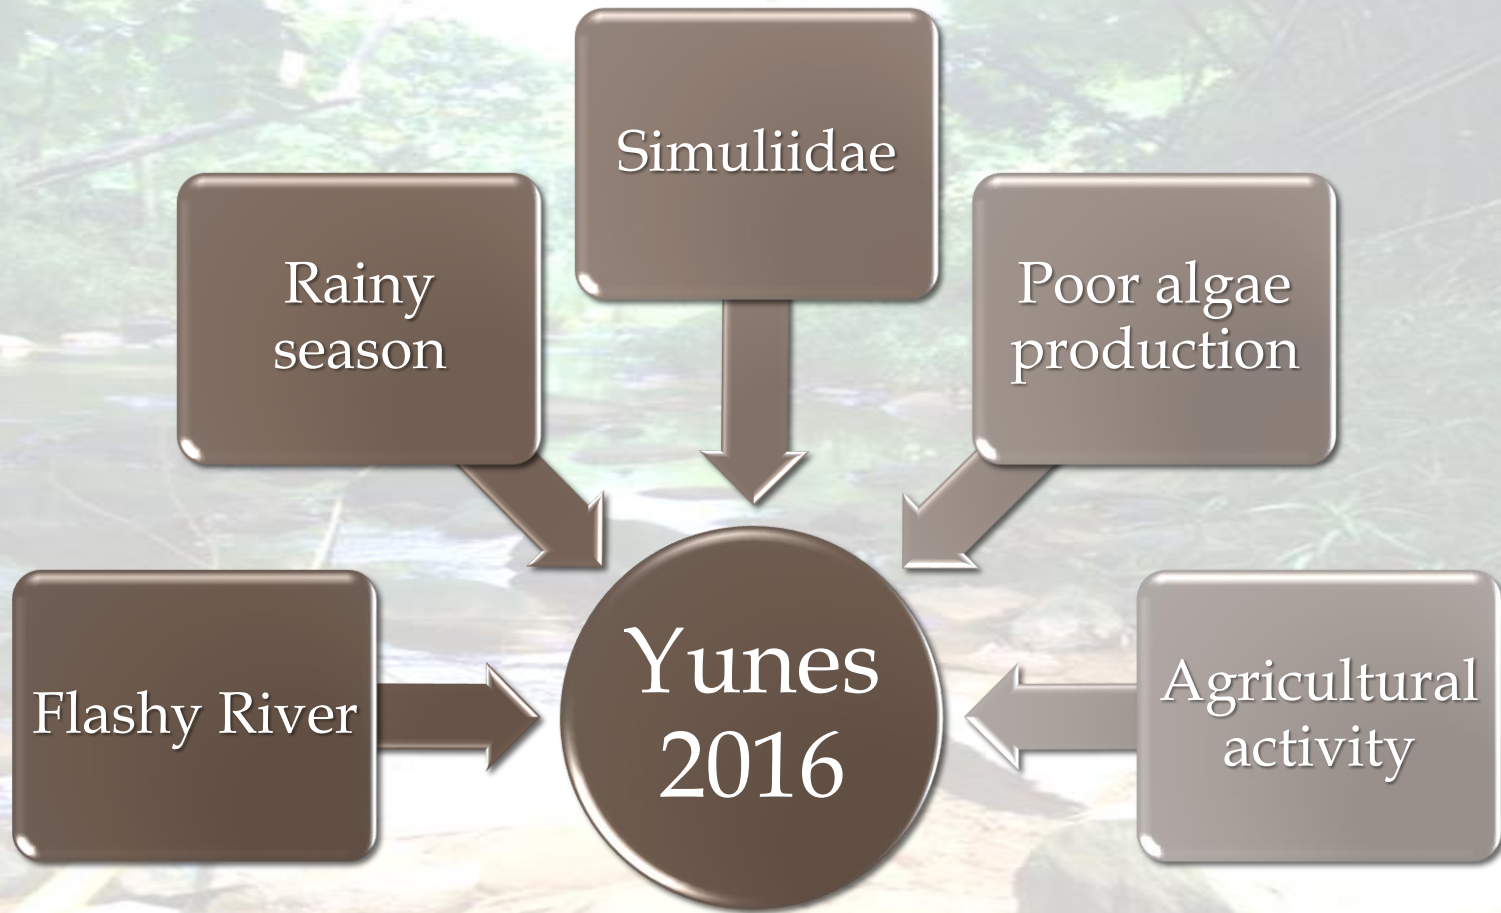 Simuliidae
Rainy
season
Poor algae
production
Flashy River
Yunes
2016
Agricultural
activity